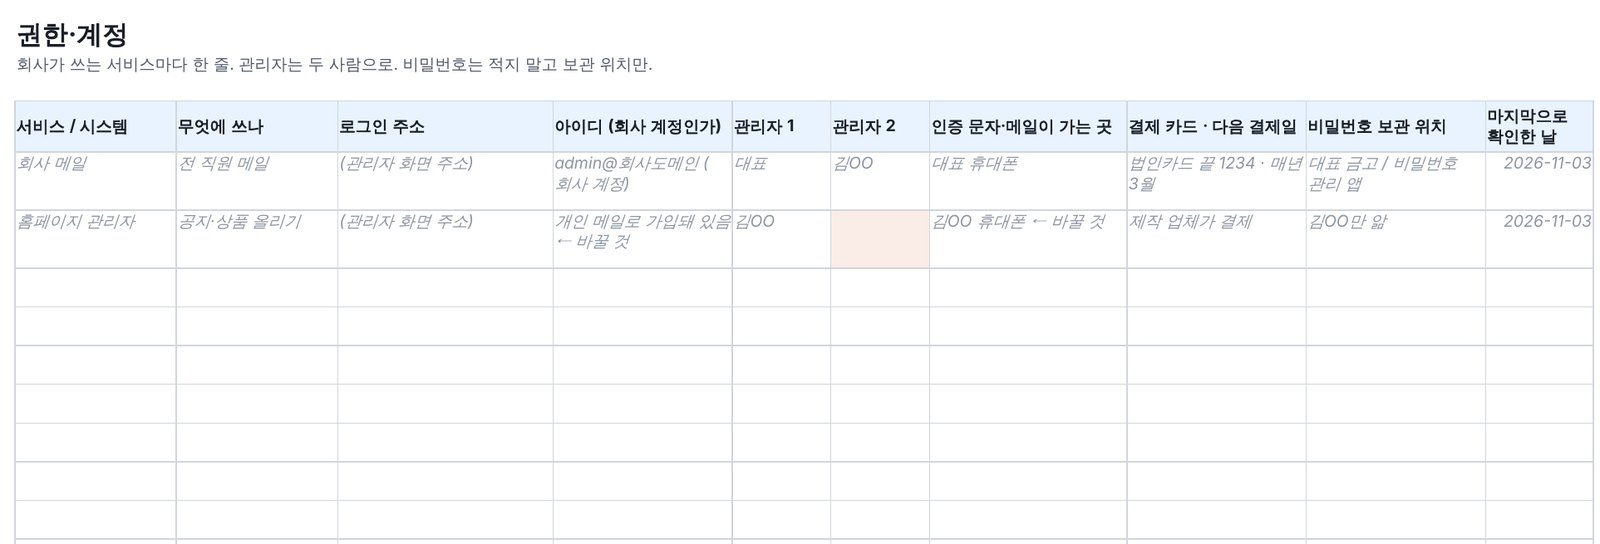 권한·계정
회사가 쓰는 서비스마다 한 줄. 관리자는 두 사람으로. 비밀번호는 적지 말고 보관 위치만.
서비스 / 시스템 무엇에 쓰나 로그인 주소 아이디 (회사 계정인가) 관리자 1 관리자 2 인증 문자·메일이 가는 곳 결제 카드 · 다음 결제일 비밀번호 보관 위치 마지막으로
확인한 날
회사 메일 전 직원 메일 (관리자 화면 주소) admin@회사도메인 ( 대표 김OO 대표 휴대폰 법인카드 끝 1234 · 매년 대표 금고 / 비밀번호 2026-11-03
회사 계정) 3월 관리 앱
홈페이지 관리자 공지·상품 올리기 (관리자 화면 주소) 개인 메일로 가입돼 있음 김OO 김OO 휴대폰 ← 바꿀 것 제작 업체가 결제 김OO만 앎 2026-11-03
← 바꿀 것